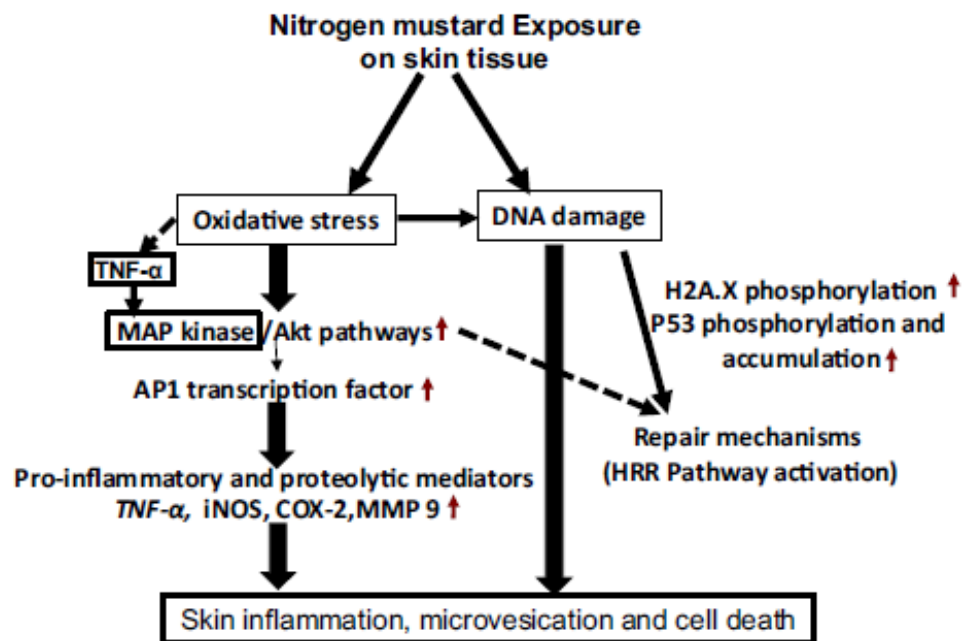 Nitrogen mustard Exposure
on skin tissue
Oxidative stress
DNA damage
TNF-α
H2A.X phosphorylation
P53 phosphorylation and
accumulation
MAP kinase/Akt pathways
AP1 transcription factor
Repair mechanisms
(HRR Pathway activation)
Pro-inflammatory and proteolytic mediators
TNF-α, iNOS, COX-2,MMP 9
Skin inflammation, microvesication and cell death